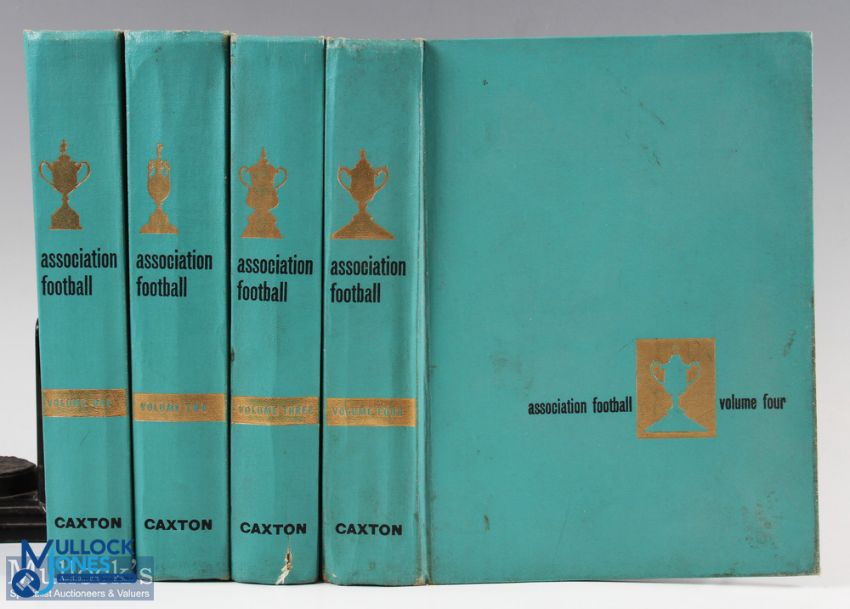 association
football
VOLUME ONE
CAXTON
association
football
VOLUME TWO
CAXTON
association
football
VOLUME THREE
CAXTON
association
football
VOLUME FOUR
CAXTON
association football volume four
MULLOCK
JONES
Mullock's
Specialist Auctioneers & Valuers